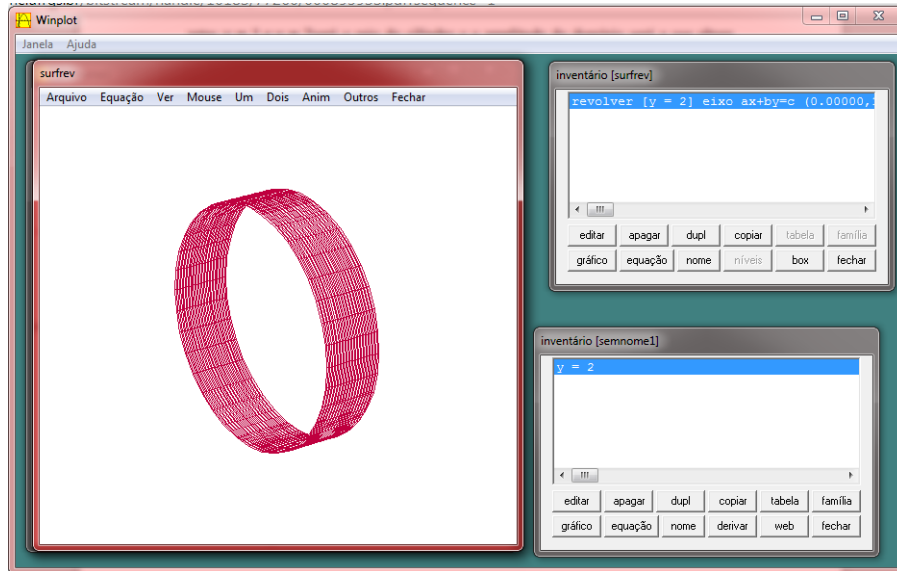 Winplot
Janela Ajuda
surfrev
Arquivo Equação Ver Mouse Um Dois Anim Outros Fechar
inventário [surfrev]
revolver [y = 2] eixo ax+by=c (0.00000,
editar apagar dupl copiar tabela família
gráfico equação nome níveis box fechar
inventário [semnome1]
y = 2
editar apagar dupl copiar tabela família
gráfico equação nome derivar web fechar